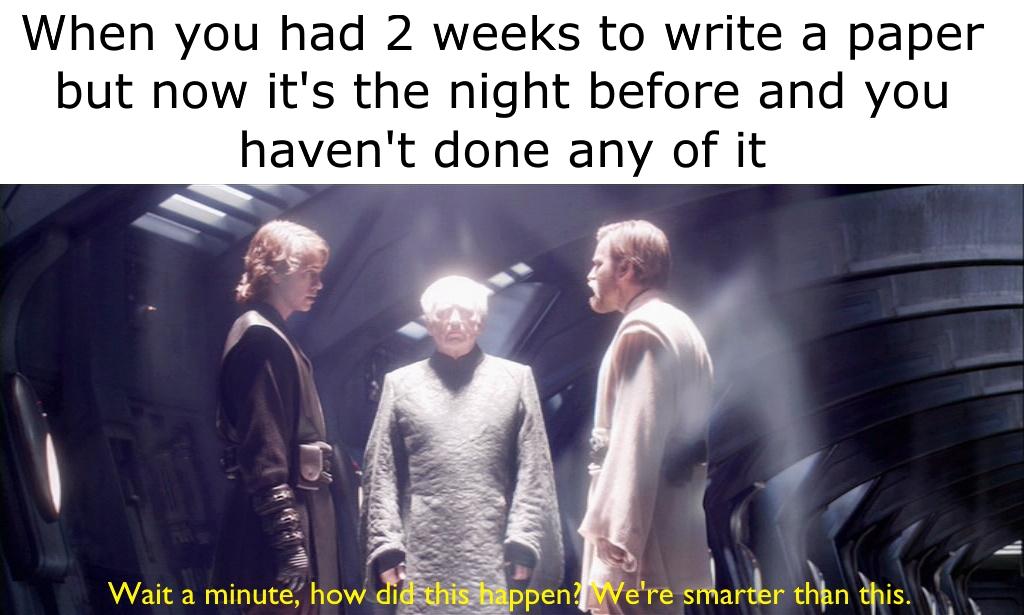 When you had 2 weeks to write a paper
but now it's the night before and you
haven't done any of it
Wait a minute, how did this happen? We're smarter than this.